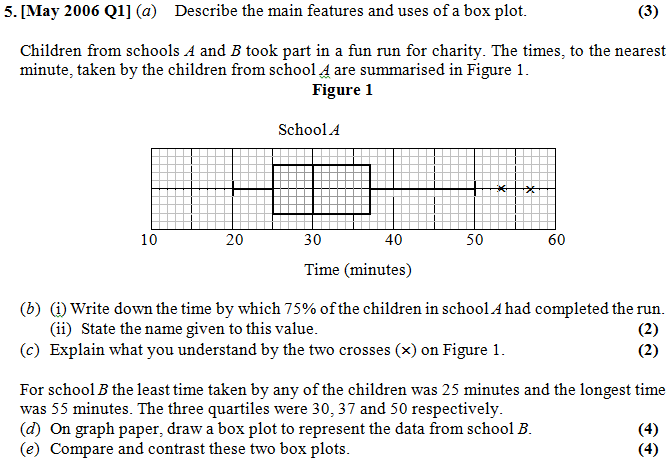 5. [May 2006 Q1] (a) Describe the main features and uses of a box plot. (3)
Children from schools A and B took part in a fun run for charity. The times, to the nearest
minute, taken by the children from school A are summarised in Figure 1.
Figure 1
School A
10 20 30 40 50 60
Time (minutes)
(b) (i) Write down the time by which 75% of the children in school A had completed the run.
(ii) State the name given to this value. (2)
(c) Explain what you understand by the two crosses (×) on Figure 1. (2)
For school B the least time taken by any of the children was 25 minutes and the longest time
was 55 minutes. The three quartiles were 30, 37 and 50 respectively.
(d) On graph paper, draw a box plot to represent the data from school B. (4)
(e) Compare and contrast these two box plots. (4)